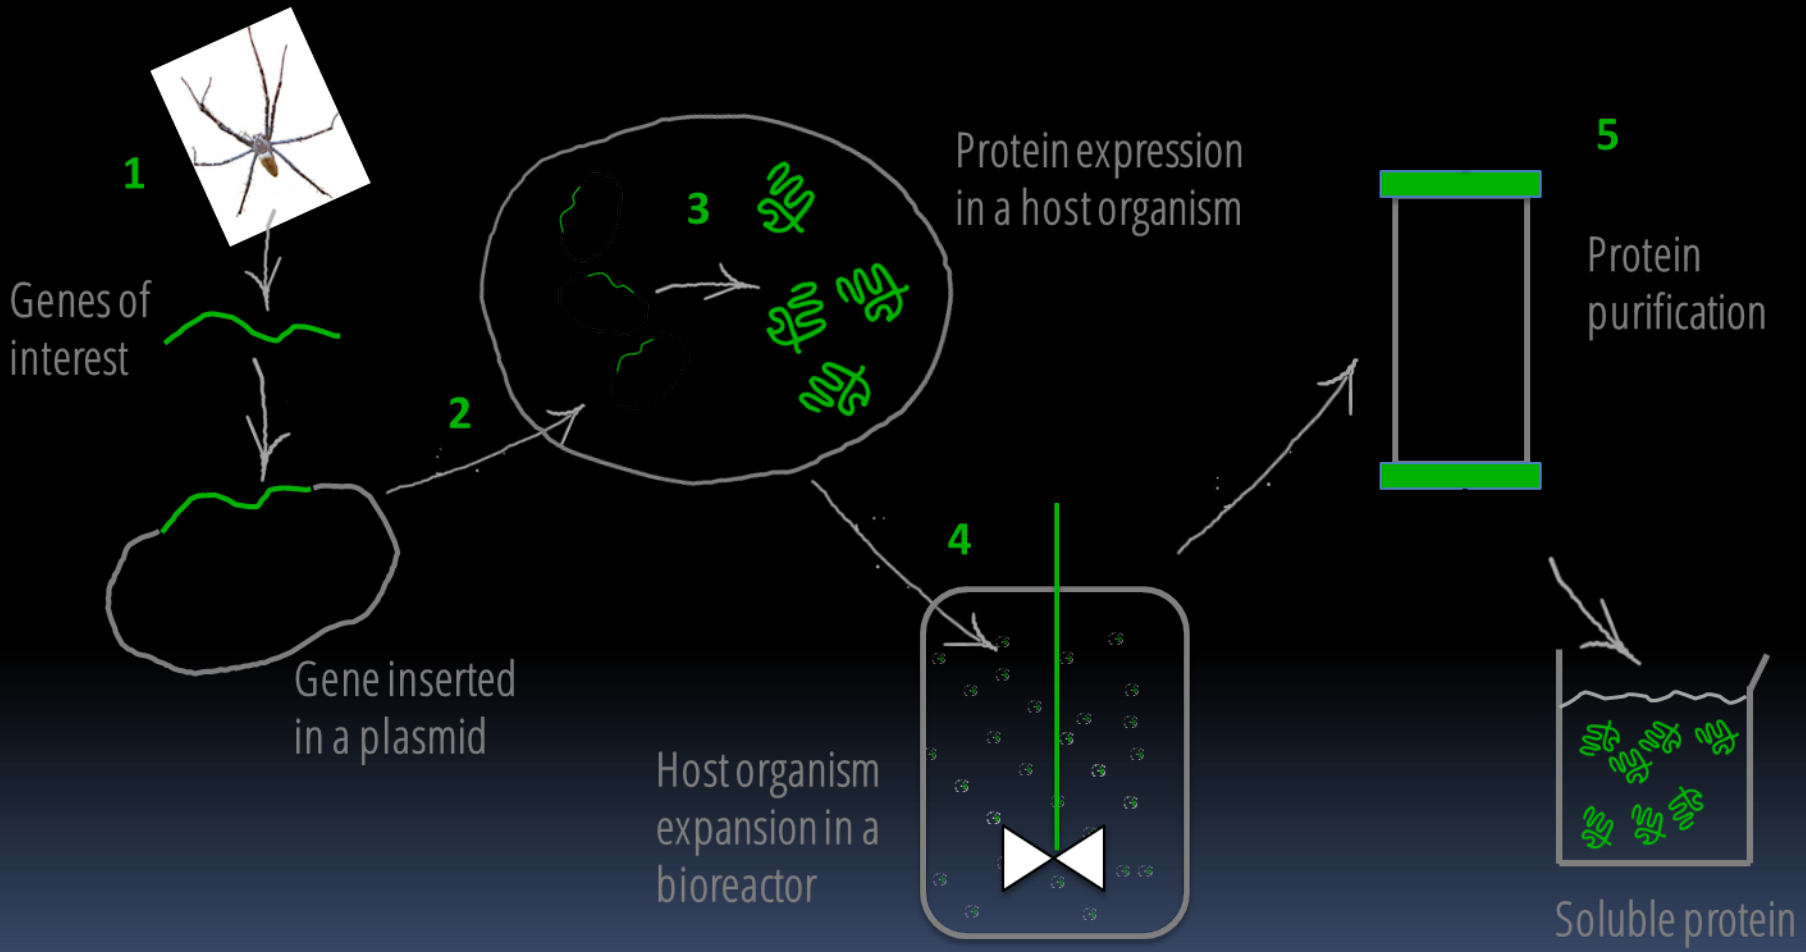 1
Genes of
interest
Gene inserted
in a plasmid
2
3
Protein expression
in a host organism
4
Host organism
expansion in a
bioreactor
5
Protein
purification
Soluble protein